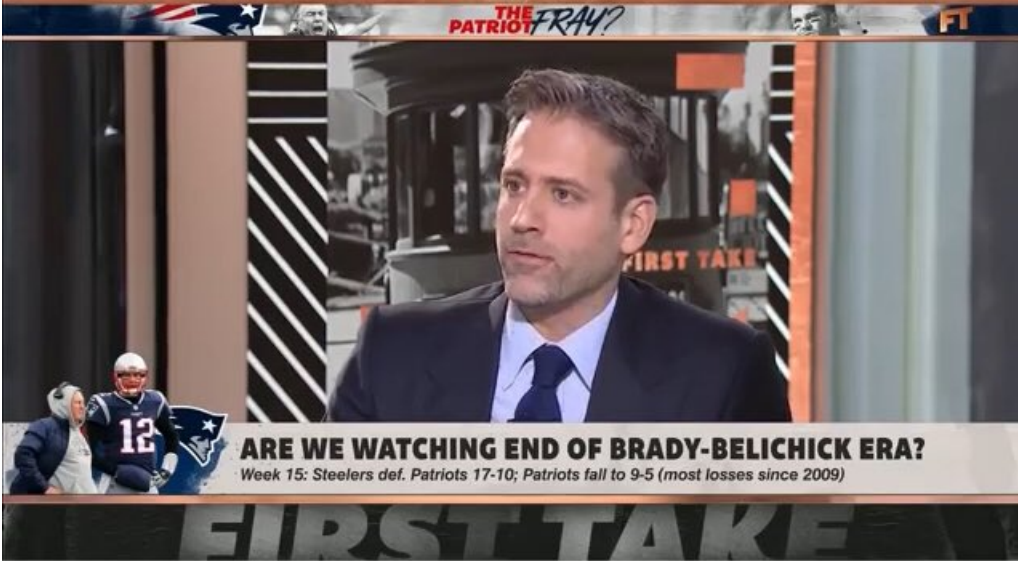 THE
PATRIOT FRAY?
FT
FIRST TAKE
12
ARE WE WATCHING END OF BRADY-BELICHICK ERA?
Week 15: Steelers def. Patriots 17-10; Patriots fall to 9-5 (most losses since 2009)
FIRST TAKE